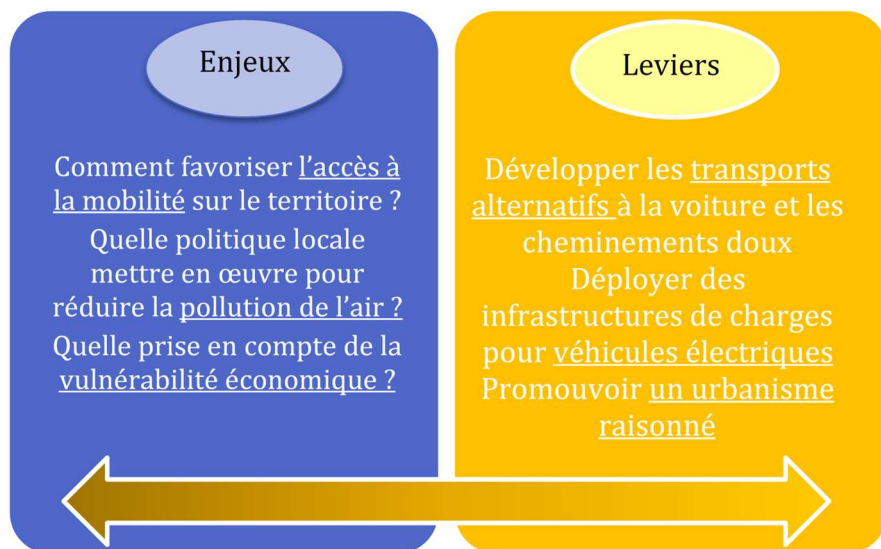 Enjeux
Comment favoriser l’accès à
la mobilité sur le territoire ?
Quelle politique locale
mettre en œuvre pour
réduire la pollution de l’air ?
Quelle prise en compte de la
vulnérabilité économique ?
Leviers
Développer les transports
alternatifs à la voiture et les
cheminements doux
Déployer des
infrastructures de charges
pour véhicules électriques
Promouvoir un urbanisme
raisonné